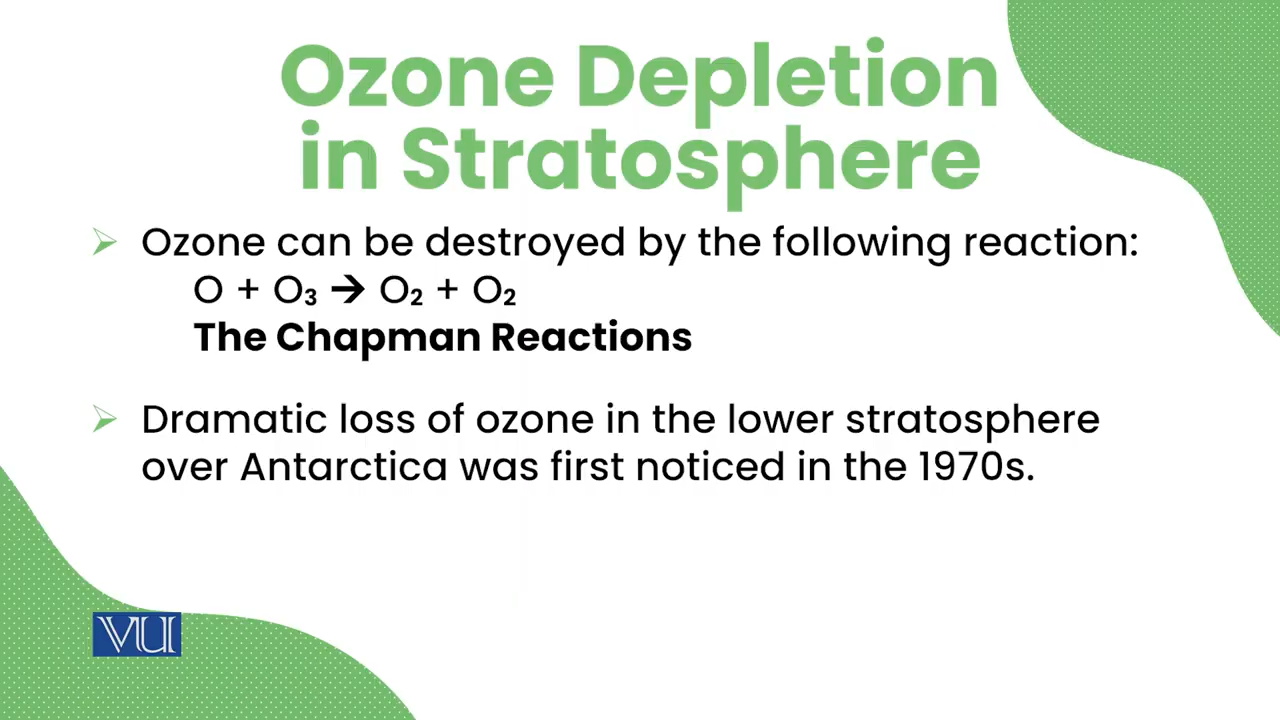 Ozone Depletion
in Stratosphere
➢ Ozone can be destroyed by the following reaction:
O + O₃ → O₂ + O₂
The Chapman Reactions
➢ Dramatic loss of ozone in the lower stratosphere
over Antarctica was first noticed in the 1970s.
VU